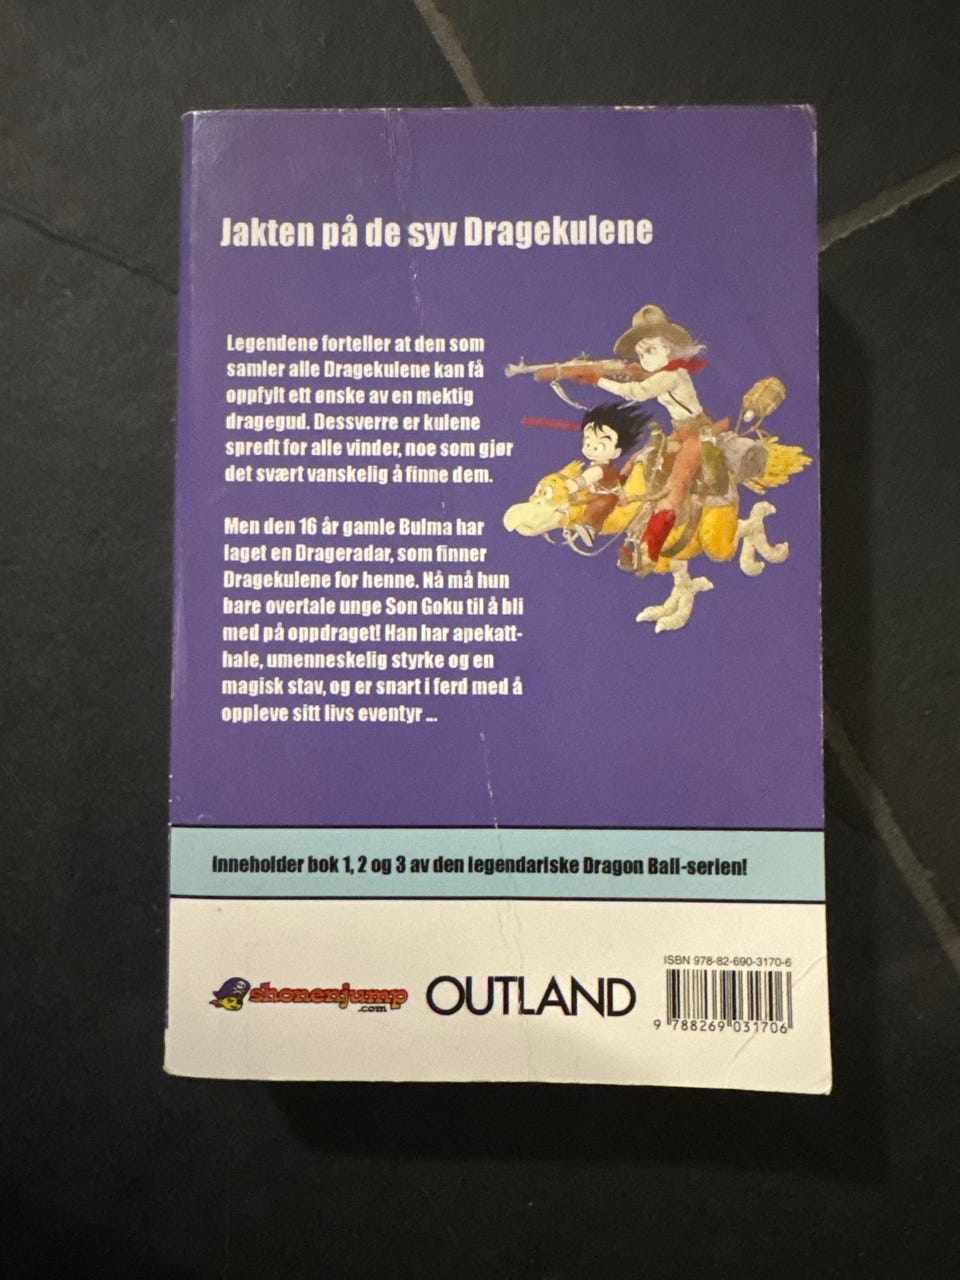 Jakten på de syv Dragekulene
Legendene forteller at den som
samler alle Dragekulene kan få
oppfylt ett ønske av en mektig
dragegud. Dessverre er kulene
spredt for alle vinder, noe som gjør
det svært vanskelig å finne dem.
Men den 16 år gamle Bulma har
laget en Drageradar, som finner
Dragekulene for henne. Nå må hun
bare overtale unge Son Goku til å bli
med på oppdraget! Han har apekatt-
hale, umenneskelig styrke og en
magisk stav, og er snart i ferd med å
oppleve sitt livs eventyr ...
Inneholder bok 1, 2 og 3 av den legendariske Dragon Ball-serien!
ISBN 978-82-690-3170-6
shonenjump
.com
OUTLAND
9 788269 031706